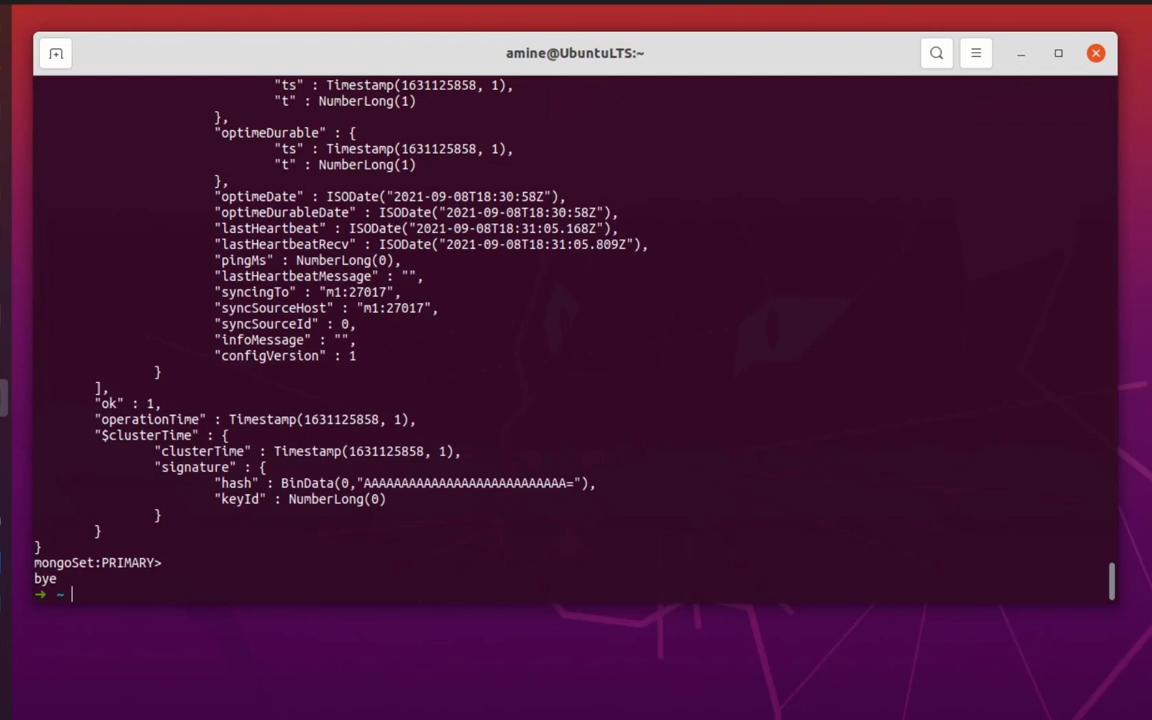 amine@UbuntuLTS:~
"ts" : Timestamp(1631125858, 1),
"t" : NumberLong(1)
},
"optimeDurable" : {
"ts" : Timestamp(1631125858, 1),
"t" : NumberLong(1)
},
"optimeDate" : ISODate("2021-09-08T18:30:58Z"),
"optimeDurableDate" : ISODate("2021-09-08T18:30:58Z"),
"lastHeartbeat" : ISODate("2021-09-08T18:31:05.168Z"),
"lastHeartbeatRecv" : ISODate("2021-09-08T18:31:05.809Z"),
"pingMs" : NumberLong(0),
"lastHeartbeatMessage" : "",
"syncingTo" : "m1:27017",
"syncSourceHost" : "m1:27017",
"syncSourceId" : 0,
"infoMessage" : "",
"configVersion" : 1
}
],
"ok" : 1,
"operationTime" : Timestamp(1631125858, 1),
"$clusterTime" : {
"clusterTime" : Timestamp(1631125858, 1),
"signature" : {
"hash" : BinData(0,"AAAAAAAAAAAAAAAAAAAAAAAAAAA="),
"keyId" : NumberLong(0)
}
}
}
mongoSet:PRIMARY>
bye
➜ ~